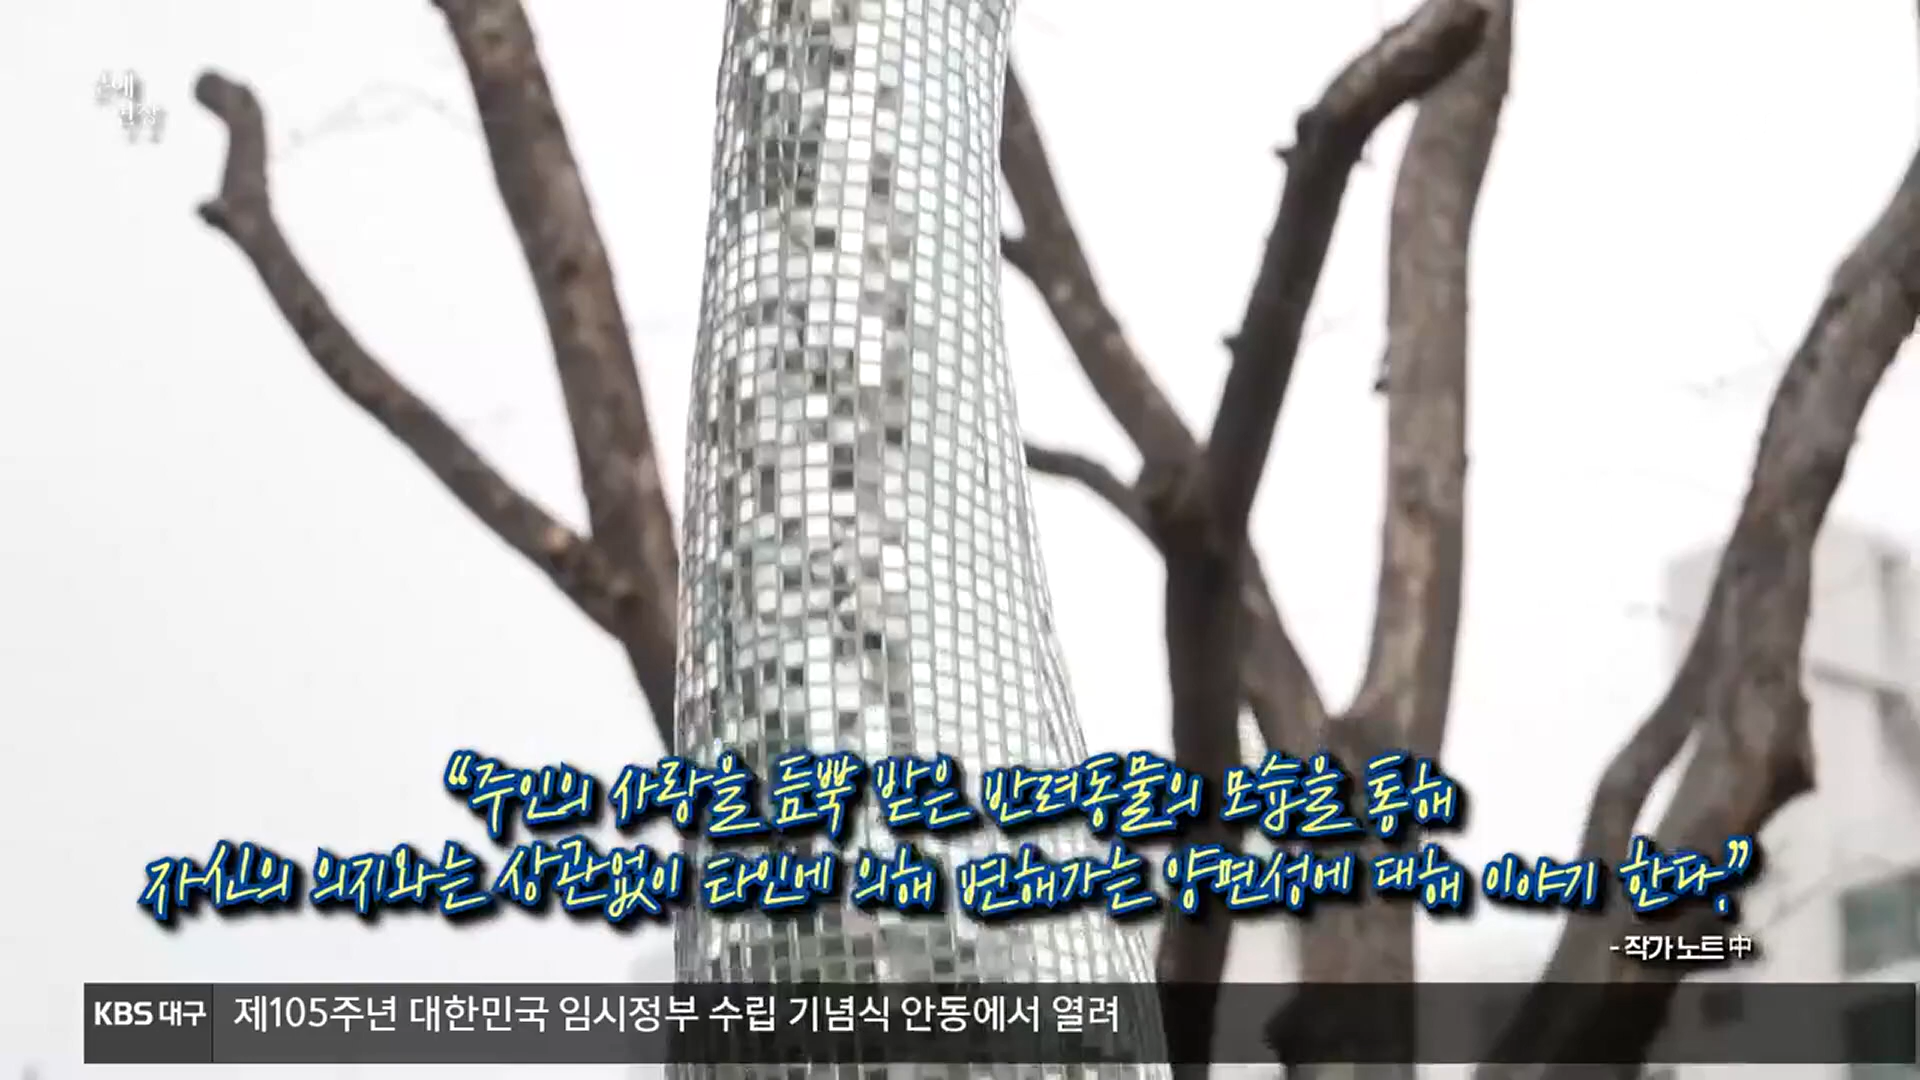 “주인의 사랑을 듬뿍 받은 반려동물의 모습을 통해
자신의 의지와는 상관없이 타인에 의해 변해가는 양면성에 대해 이야기 한다.”
- 작가 노트 中
KBS 대구 제105주년 대한민국 임시정부 수립 기념식 안동에서 열려